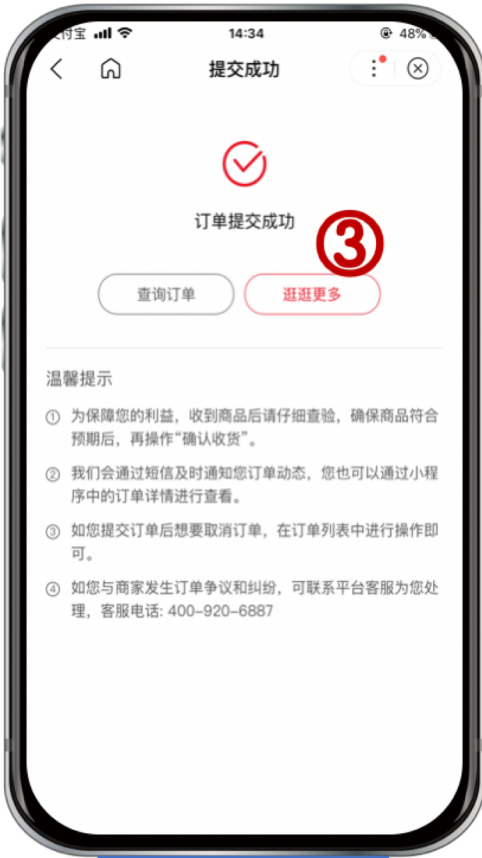 付宝
14:34
48%
提交成功
订单提交成功
③
查询订单
逛逛更多
温馨提示
① 为保障您的利益，收到商品后请仔细查验，确保商品符合
预期后，再操作“确认收货”。
② 我们会通过短信及时通知您订单动态，您也可以通过小程
序中的订单详情进行查看。
③ 如您提交订单后想要取消订单，在订单列表中进行操作即
可。
④ 如您与商家发生订单争议和纠纷，可联系平台客服为您处
理，客服电话: 400-920-6887